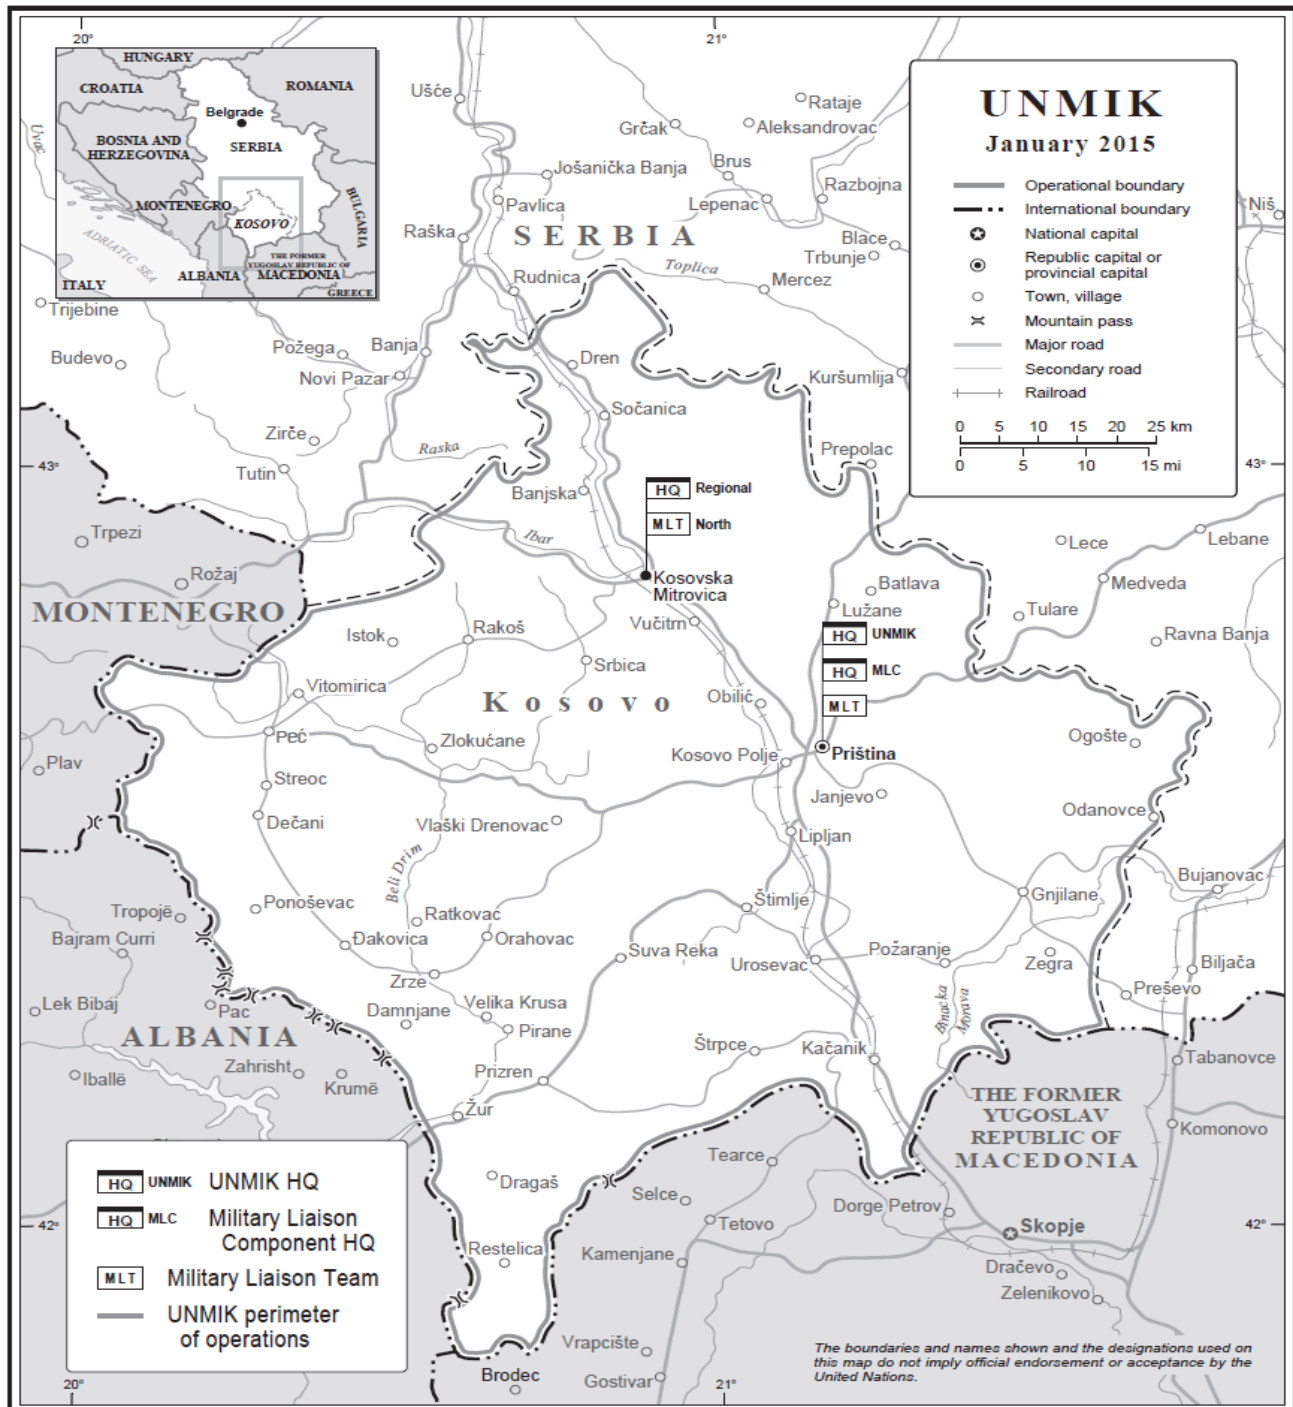 20°
21°
HUNGARY
CROATIA
ROMANIA
Belgrade
BOSNIA AND
HERZEGOVINA
SERBIA
MONTENEGRO
KOSOVO
BULGARIA
ADRIATIC SEA
THE FORMER
YUGOSLAV REPUBLIC OF
MACEDONIA
ALBANIA
ITALY
GREECE
Uvac
UNMIK
January 2015
Operational boundary
International boundary
National capital
Republic capital or
provincial capital
Town, village
Mountain pass
Major road
Secondary road
Railroad
0 5 10 15 20 25 km
0 5 10 15 mi
Ušće
Rataje
Grčak
Aleksandrovac
Jošanička Banja
Brus
Razbojna
Pavlica
Lepenac
Niš
Raška
SERBIA
Blace
Trbunje
Toplica
Rudnica
Mercez
Trijebine
Požega
Banja
Budevo
Dren
Novi Pazar
Kuršumlija
Sočanica
Zirče
Raska
Prepolac
43°
Tutin
43°
Banjska
HQ Regional
MLT North
Trpezi
Ibar
Lece
Lebane
Rožaj
Kosovska
Mitrovica
Batlava
Medveda
MONTENEGRO
Lužane
Tulare
Vučitrn
Istok
Rakoš
HQ UNMIK
Ravna Banja
Srbica
HQ MLC
Vitomirica
Kosovo
Obilić
MLT
Peć
Zlokućane
Ogošte
Plav
Kosovo Polje
Priština
Streoc
Janjevo
Dečani
Vlaški Drenovac
Odanovce
Lipljan
Beli Drim
Bujanovac
Gnjilane
Ponoševac
Štimlje
Tropojë
Ratkovac
Bajram Curri
Đakovica
Orahovac
Suva Reka
Požaranje
Urosevac
Zegra
Biljača
Zrze
Preševo
Lek Bibaj
Pac
Velika Krusa
Damnjane
Binacka
Morava
ALBANIA
Pirane
Štrpce
Kačanik
Zahrisht
Tabanovce
Iballë
Krumë
Prizren
THE FORMER
YUGOSLAV
REPUBLIC OF
MACEDONIA
Žur
Komonovo
HQ UNMIK UNMIK HQ
HQ MLC Military Liaison
Component HQ
MLT Military Liaison Team
UNMIK perimeter
of operations
Tearce
Dragaš
Selce
Dorge Petrov
Tetovo
Skopje
42°
42°
Restelica
Kamenjane
Dračevo
Zelenikovo
Vrapcište
Brodec
Gostivar
The boundaries and names shown and the designations used on
this map do not imply official endorsement or acceptance by the
United Nations.
20°
21°